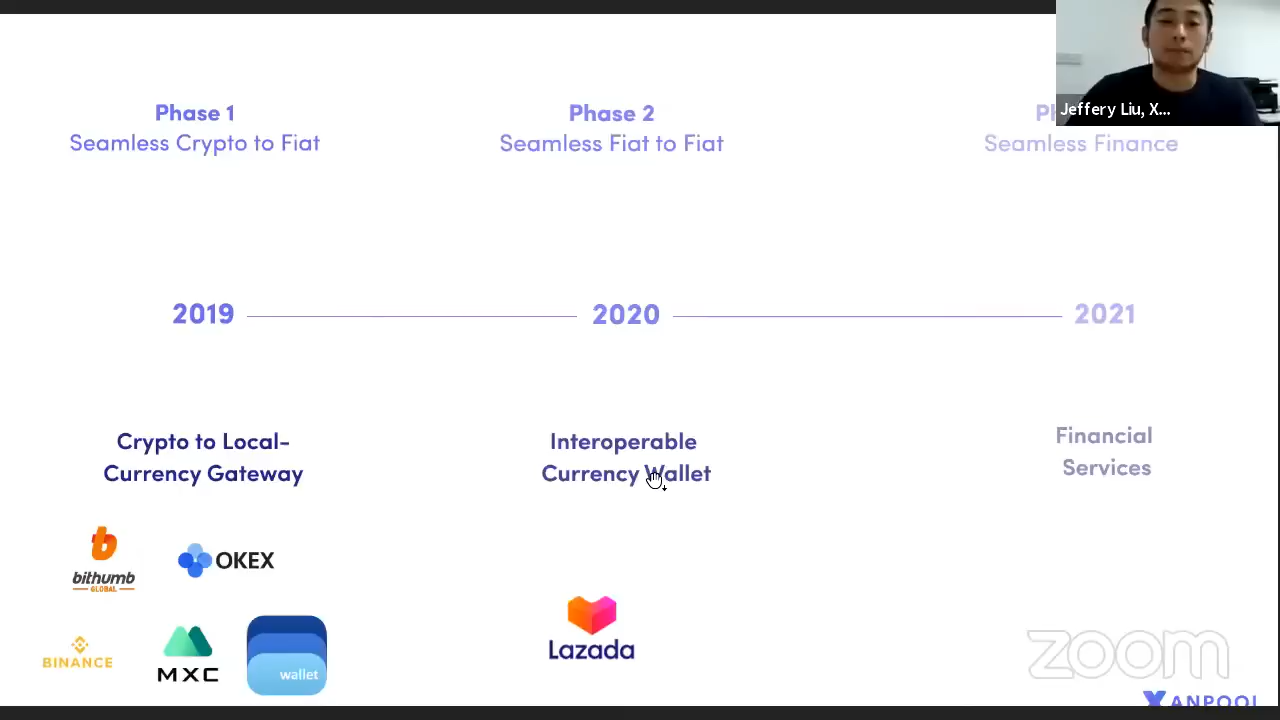 Phase 1
Seamless Crypto to Fiat
Phase 2
Seamless Fiat to Fiat
Jeffery Liu, X...
Seamless Finance
2019
2020
2021
Crypto to Local-
Currency Gateway
Interoperable
Currency Wallet
Financial
Services
bithumb
GLOBAL
OKEX
BINANCE
MXC
wallet
Lazada
zoom
XANPOOL